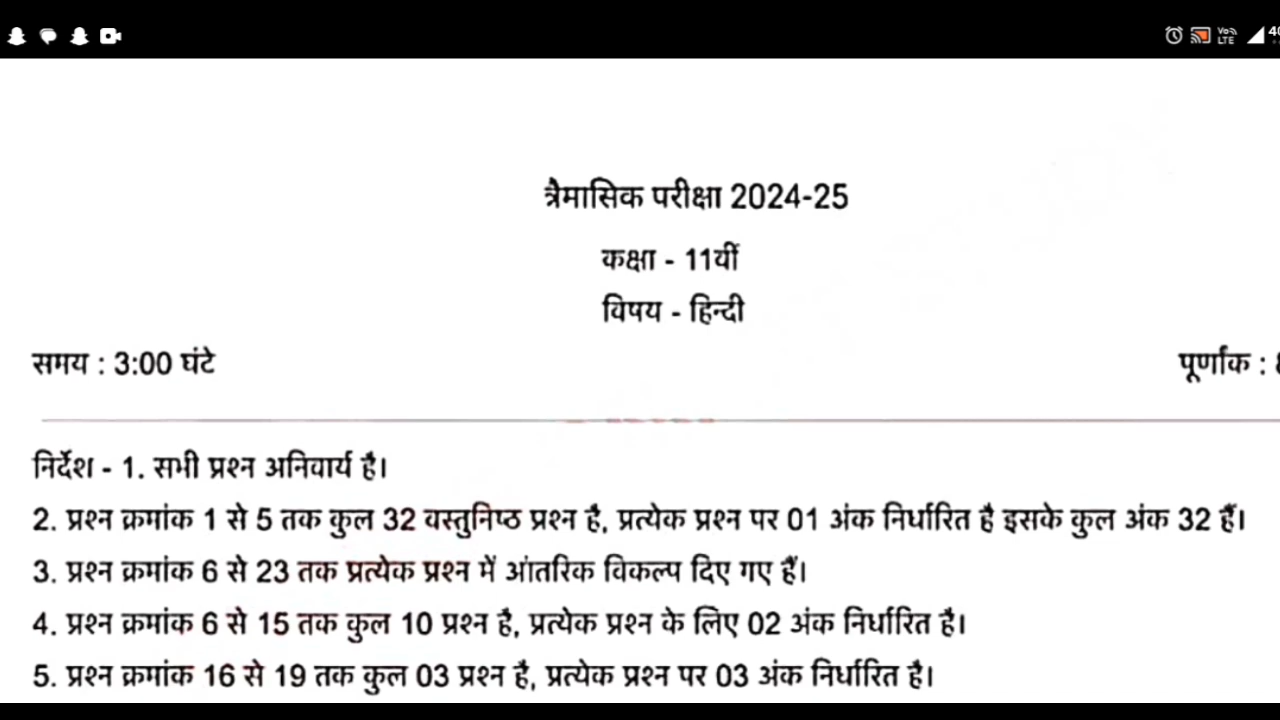 Vo LTE
त्रैमासिक परीक्षा 2024-25
कक्षा - 11वीं
विषय - हिन्दी
समय : 3:00 घंटे पूर्णांक :
निर्देश - 1. सभी प्रश्न अनिवार्य है।
2. प्रश्न क्रमांक 1 से 5 तक कुल 32 वस्तुनिष्ठ प्रश्न है, प्रत्येक प्रश्न पर 01 अंक निर्धारित है इसके कुल अंक 32 हैं।
3. प्रश्न क्रमांक 6 से 23 तक प्रत्येक प्रश्न में आंतरिक विकल्प दिए गए हैं।
4. प्रश्न क्रमांक 6 से 15 तक कुल 10 प्रश्न है, प्रत्येक प्रश्न के लिए 02 अंक निर्धारित है।
5. प्रश्न क्रमांक 16 से 19 तक कुल 03 प्रश्न है, प्रत्येक प्रश्न पर 03 अंक निर्धारित है।